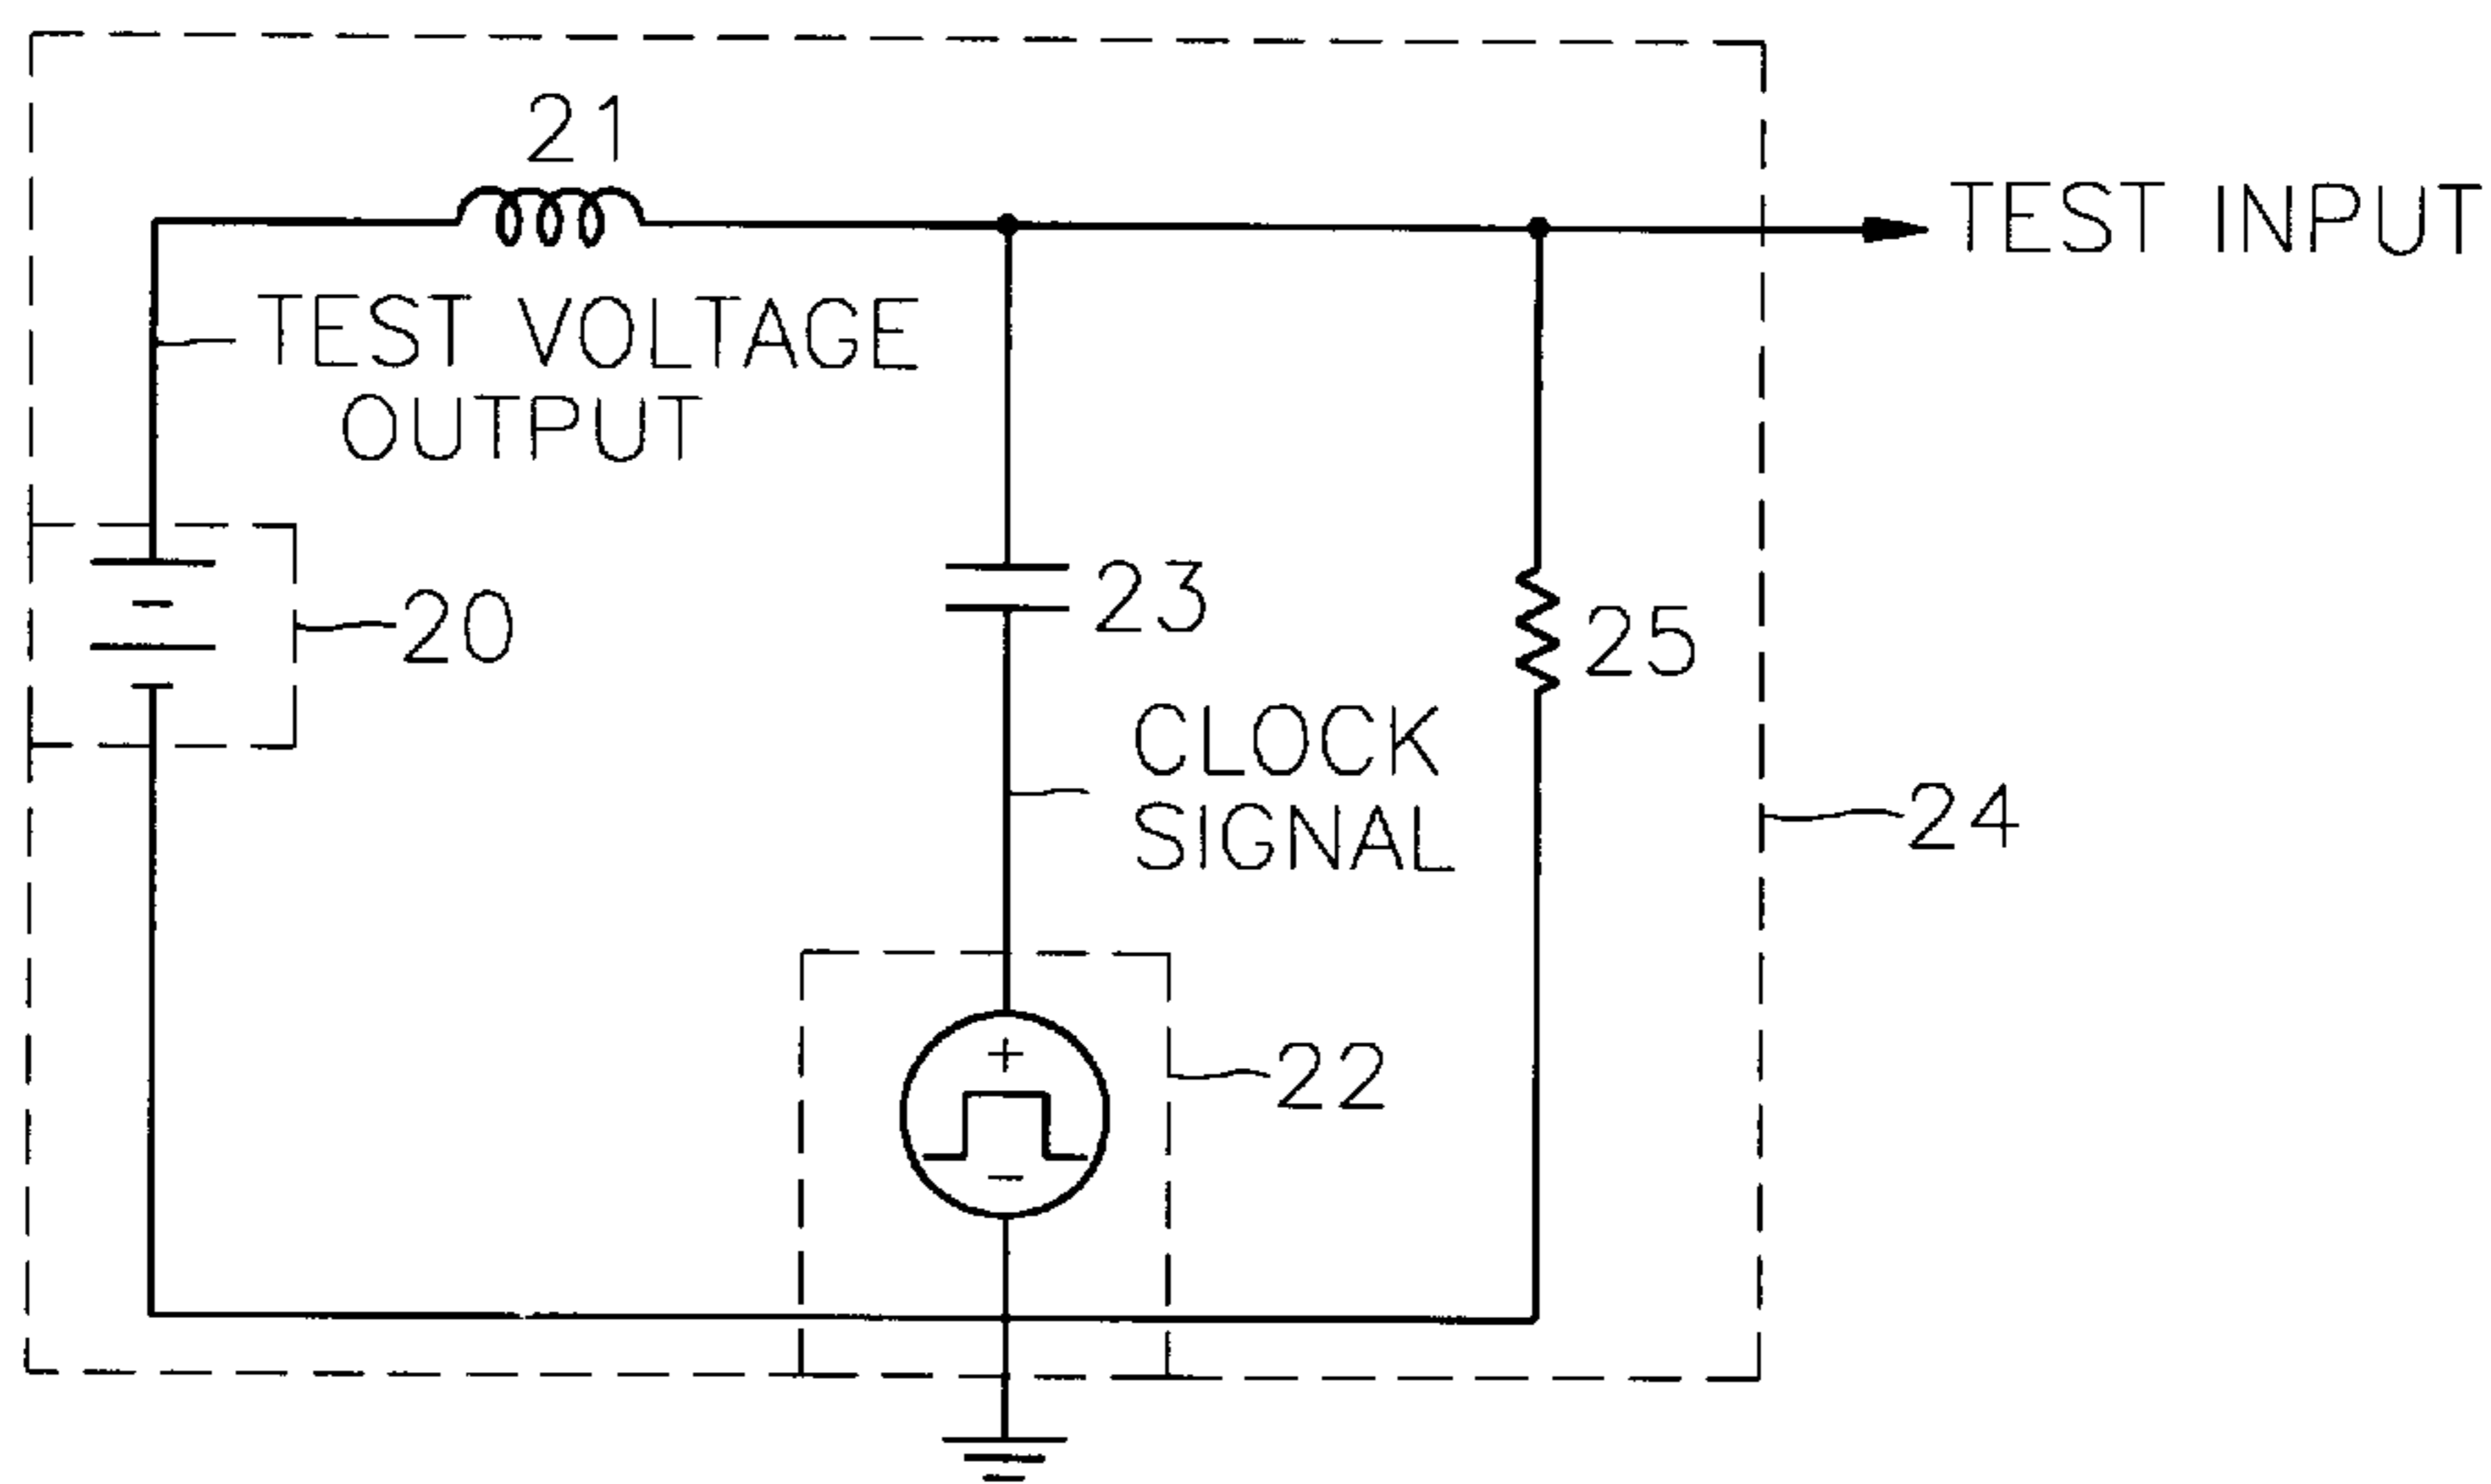 21
TEST INPUT
TEST VOLTAGE
OUTPUT
20
23
25
CLOCK
SIGNAL
24
22
+
−